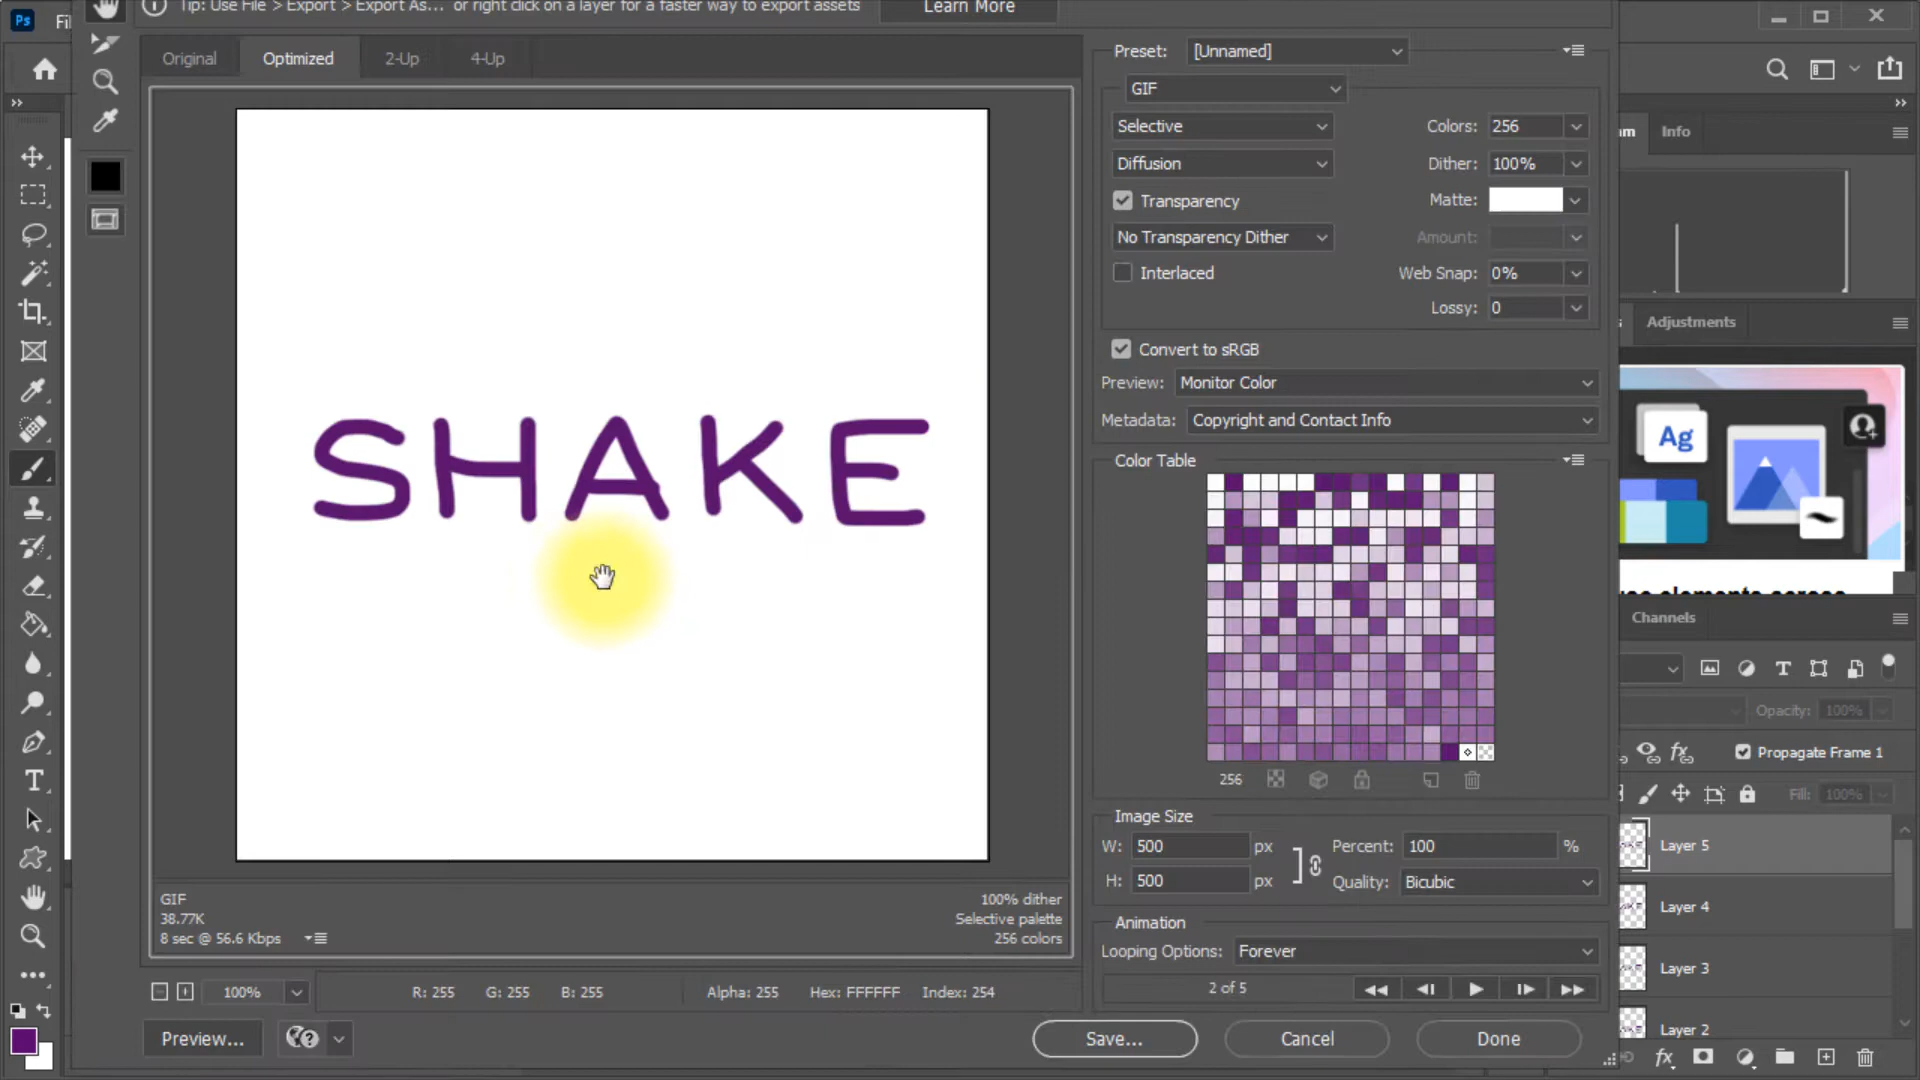 Ps Fil
Tip: Use File > Export > Export As... or right click on a layer for a faster way to export assets
Learn More
Original Optimized 2-Up 4-Up
SHAKE
GIF
38.77K
8 sec @ 56.6 Kbps
100% dither
Selective palette
256 colors
100% R: 255 G: 255 B: 255 Alpha: 255 Hex: FFFFFF Index: 254
Preview...
Preset: [Unnamed]
GIF
Selective Colors: 256
Diffusion Dither: 100%
Transparency Matte:
No Transparency Dither Amount:
Interlaced Web Snap: 0%
Lossy: 0
Convert to sRGB
Preview: Monitor Color
Metadata: Copyright and Contact Info
Color Table
256
Image Size
W: 500 px Percent: 100 %
H: 500 px Quality: Bicubic
Animation
Looping Options: Forever
2 of 5
Save... Cancel Done
Info
Adjustments
Ag
Channels
Opacity: 100%
Propagate Frame 1
Fill: 100%
Layer 5
Layer 4
Layer 3
Layer 2